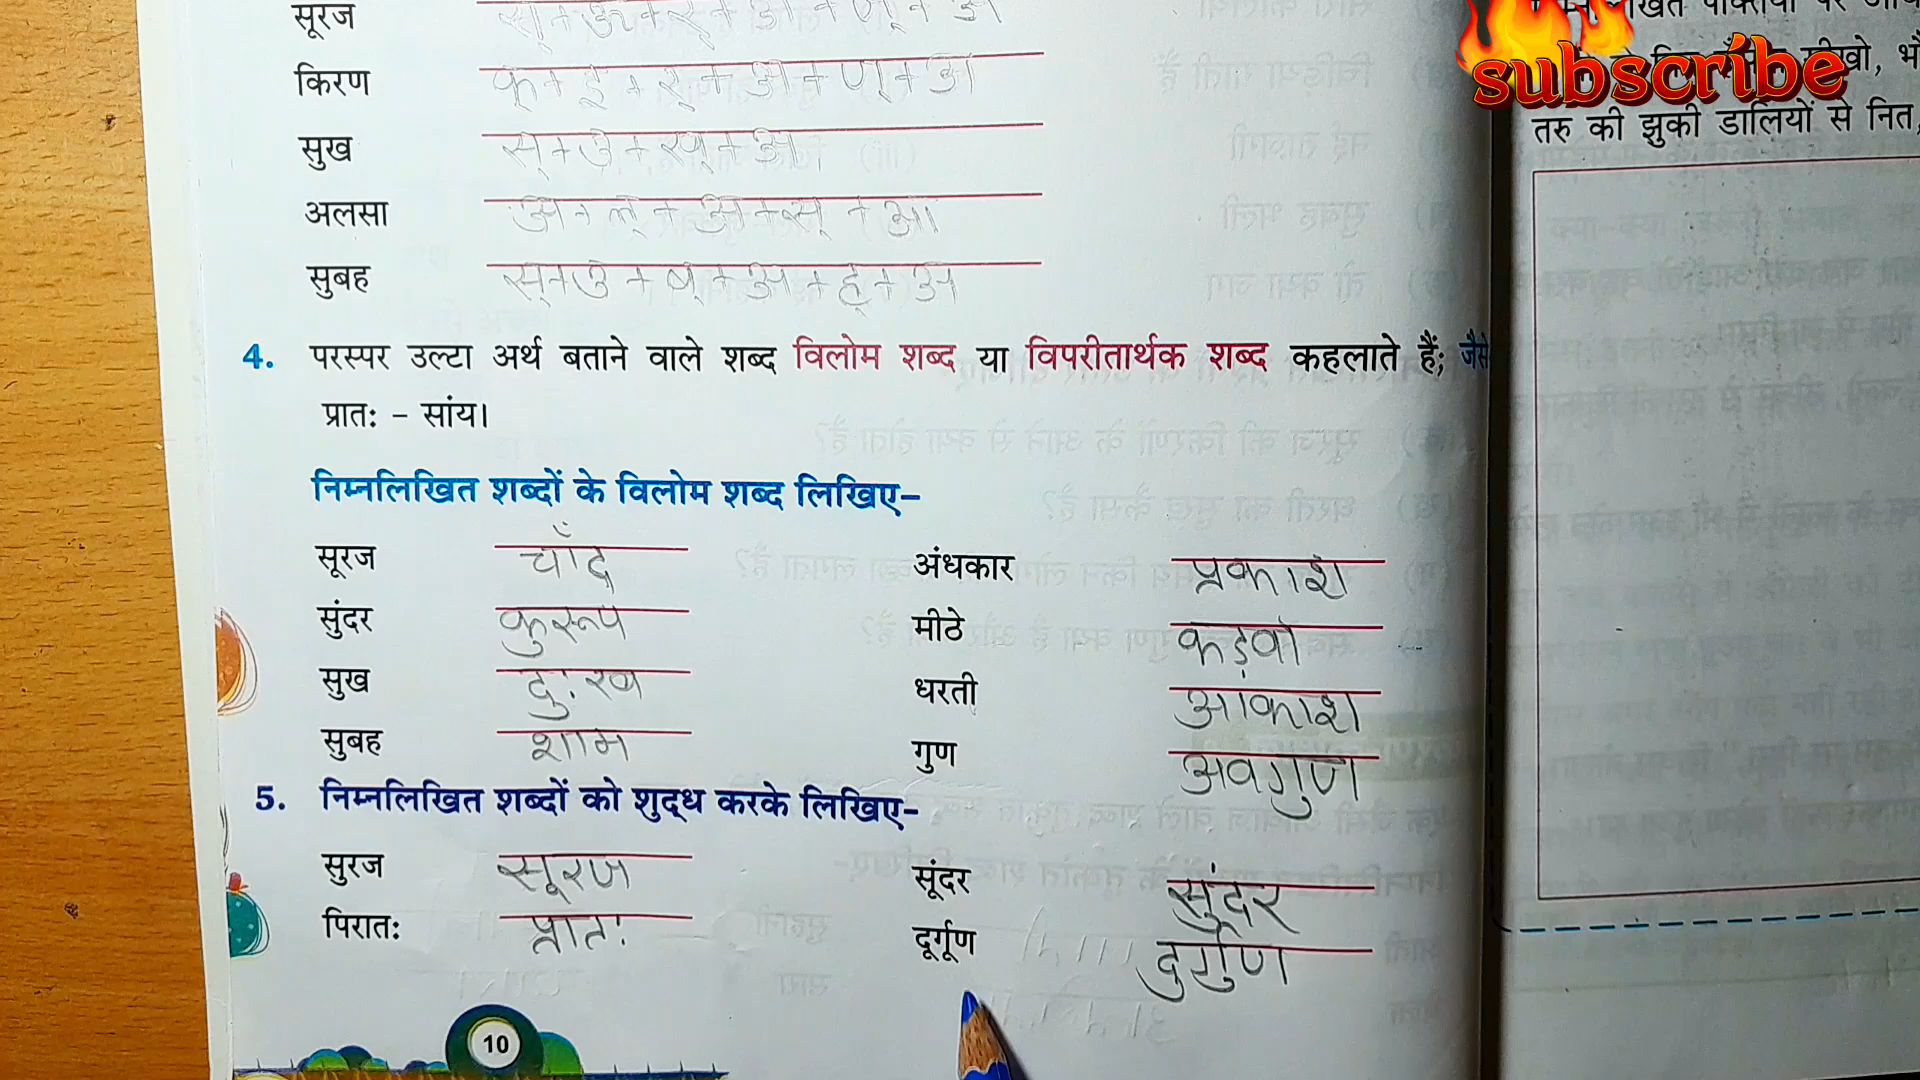 सूरज स्+ऊ+र्+अ+ज्+अ
किरण क्+इ+र्+अ+ण्+अ
सुख स्+उ+ख्+अ
अलसा अ+ल्+अ+स्+आ
सुबह स्+उ+ब्+अ+ह्+अ
4. परस्पर उल्टा अर्थ बताने वाले शब्द विलोम शब्द या विपरीतार्थक शब्द कहलाते हैं; जैसे
प्रातः – सांय।
निम्नलिखित शब्दों के विलोम शब्द लिखिए–
सूरज चाँद अंधकार प्रकाश
सुंदर कुरूप मीठे कड़वा
सुख दुःख धरती आकाश
सुबह शाम गुण अवगुण
5. निम्नलिखित शब्दों को शुद्ध करके लिखिए–
सुरज सूरज सूंदर सुंदर
पिरातः प्रातः दूर्गूण दुर्गुण
10
subscribe
तरु की झुकी डालियों से नित,